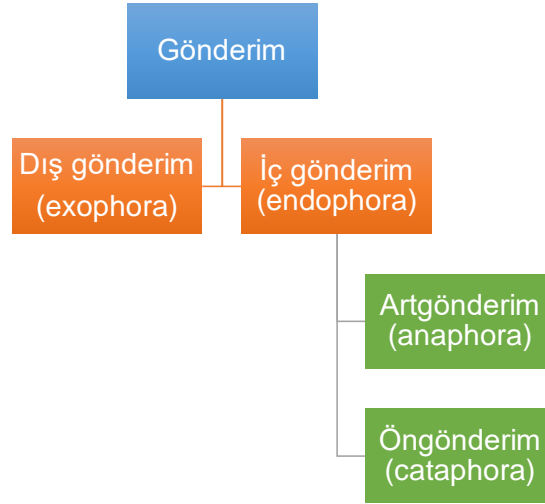 Gönderim
Dış gönderim
(exophora)
İç gönderim
(endophora)
Artgönderim
(anaphora)
Öngönderim
(cataphora)